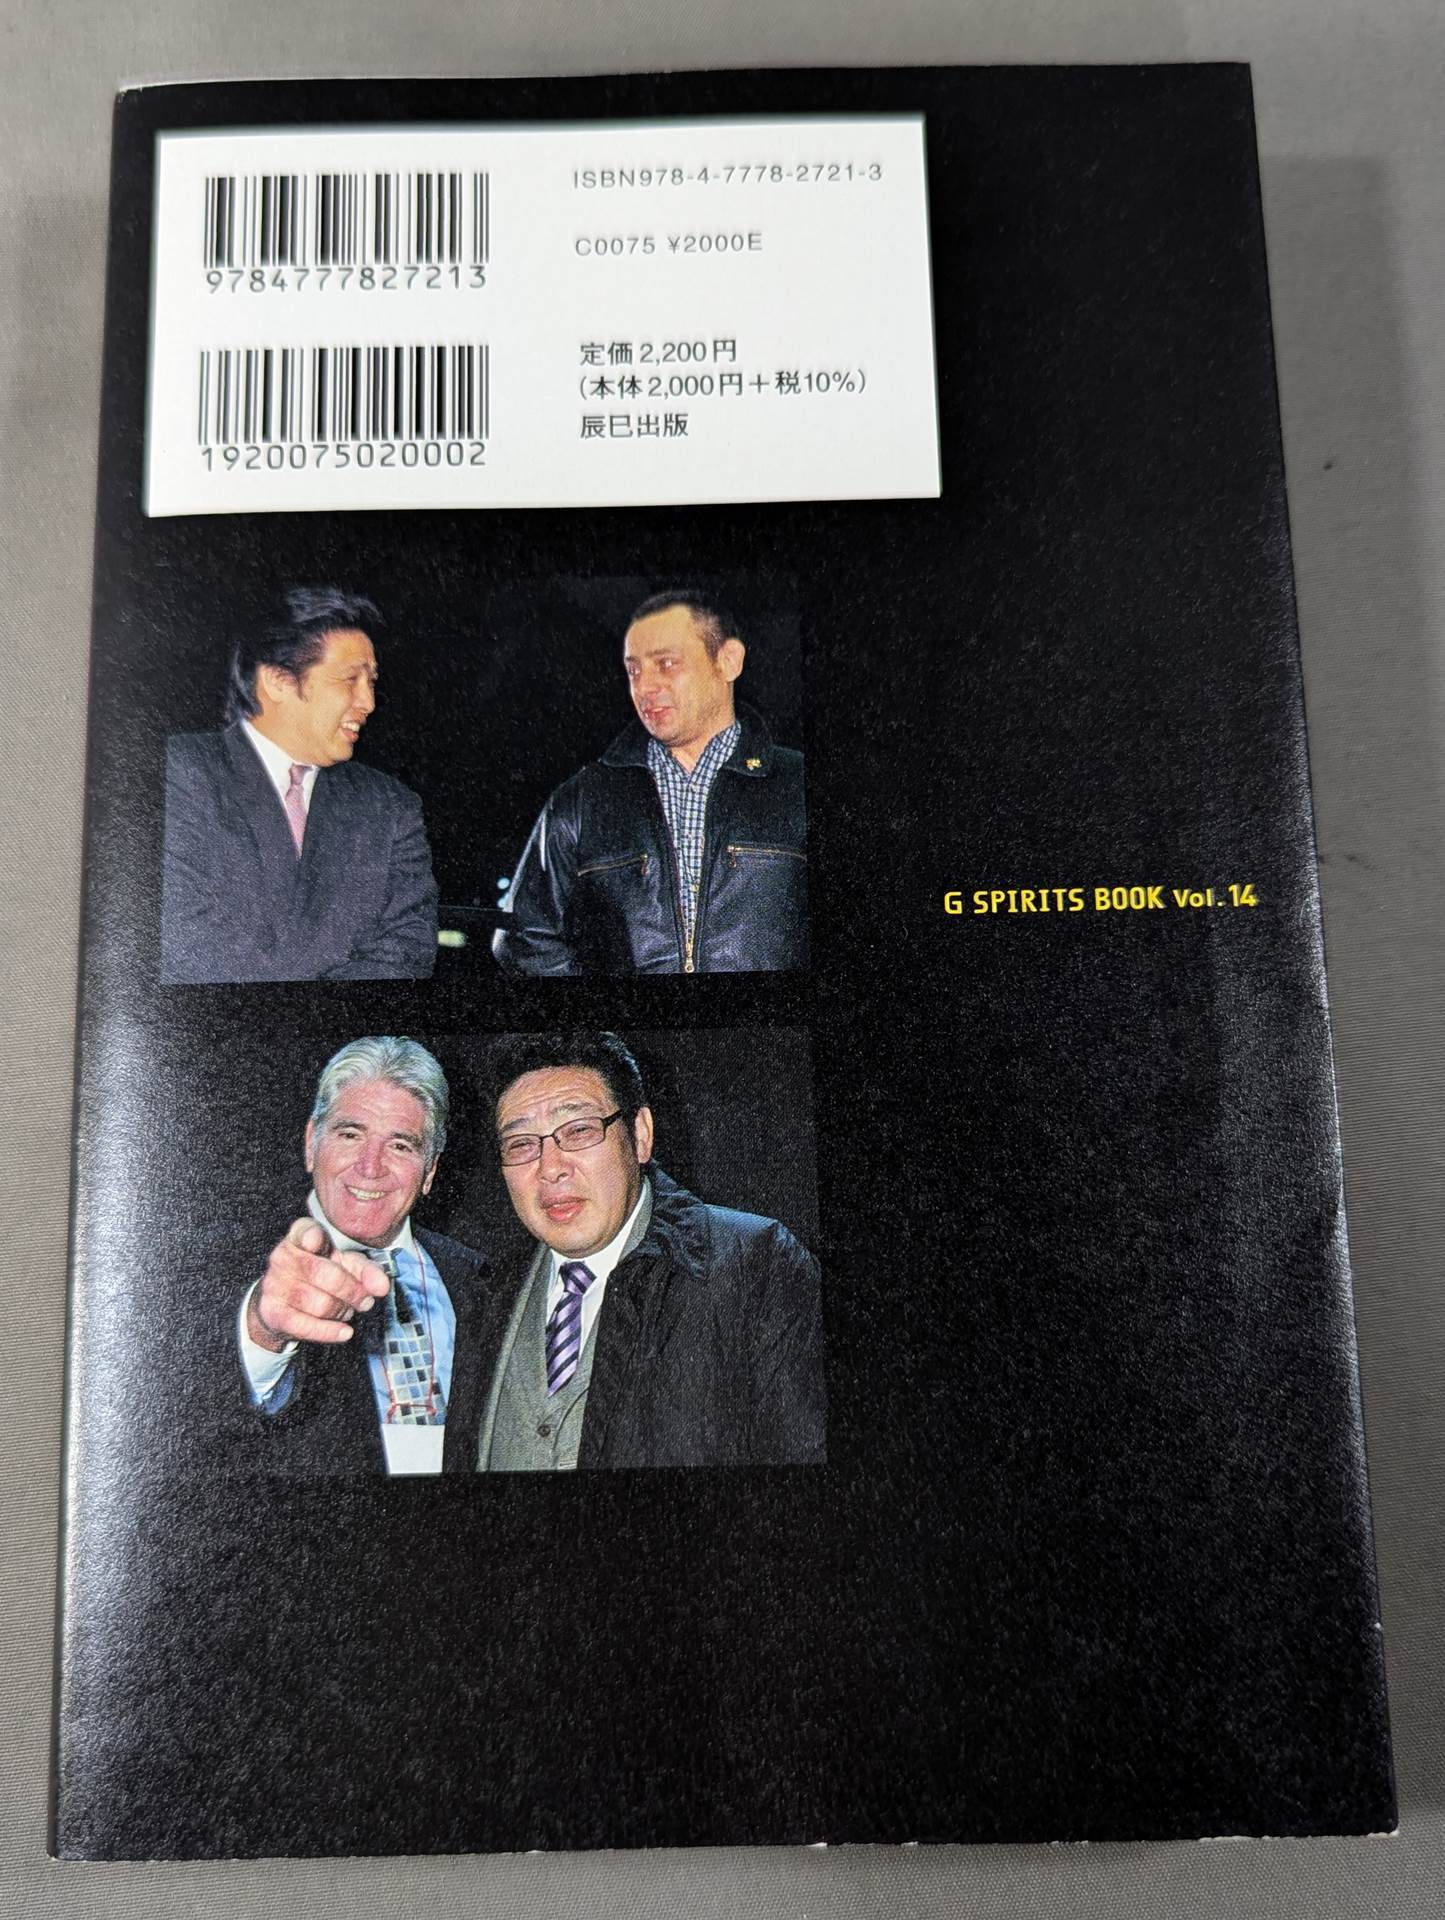 ISBN978-4-7778-2721-3
9784777827213
C0075 ¥2000E
1920075020002
定価2,200円
(本体2,000円+税10%)
辰巳出版
G SPIRITS BOOK Vol.14